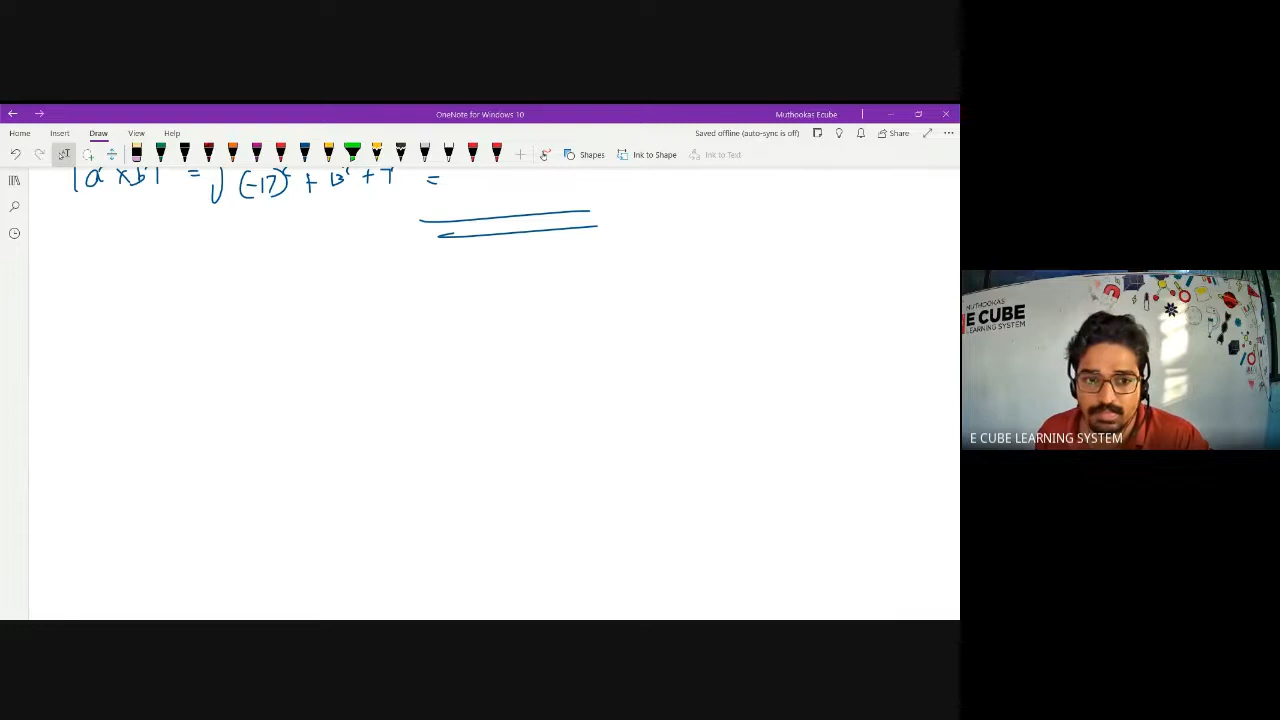 OneNote for Windows 10
Muthookas Ecube
Home Insert Draw View Help
Saved offline (auto-sync is off)
Share
Shapes
Ink to Shape
Ink to Text
= √(-17)² + 13² + 7² =
MUTHOOKAS
E CUBE
LEARNING SYSTEM
E CUBE LEARNING SYSTEM